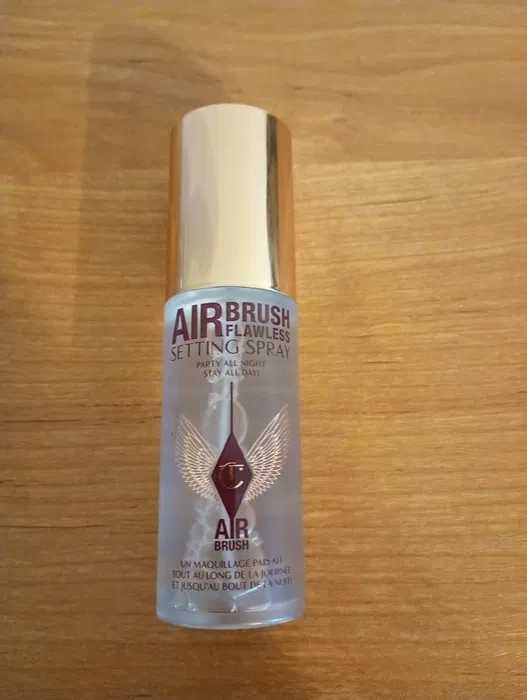 AIRBRUSH
FLAWLESS
SETTING SPRAY
PARTY ALL NIGHT
STAY ALL DAY!
CT
AIR
BRUSH
UN MAQUILLAGE PARFAIT
TOUT AU LONG DE LA JOURNÉE
ET JUSQU'AU BOUT DE LA NUIT!